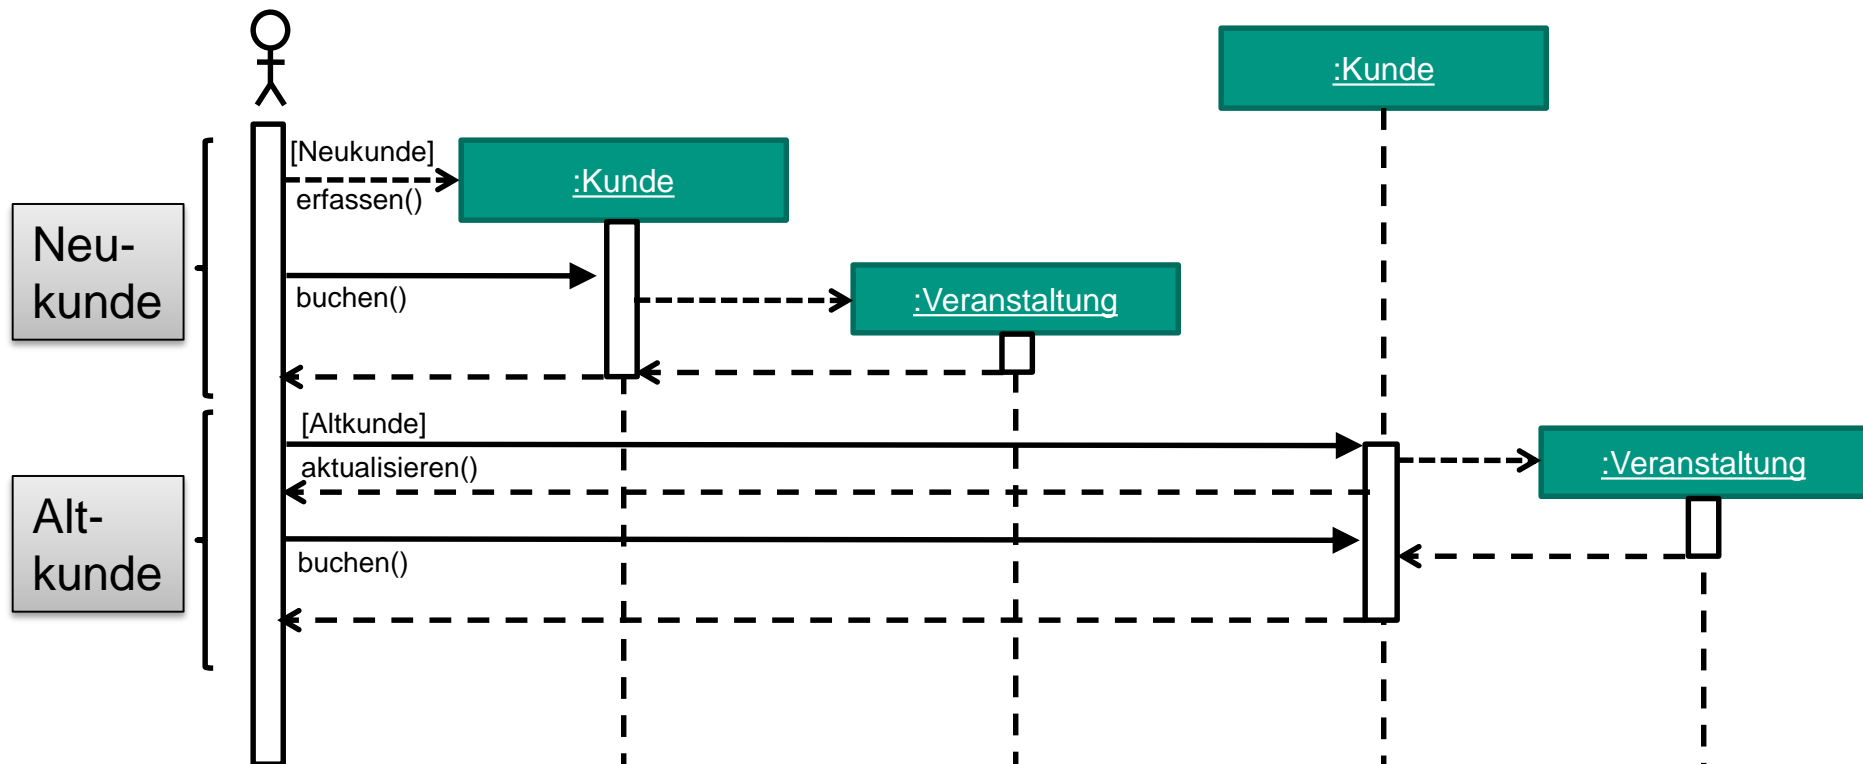 :Kunde
[Neukunde]
erfassen()
:Kunde
Neu-
kunde
buchen()
:Veranstaltung
[Altkunde]
aktualisieren()
:Veranstaltung
Alt-
kunde
buchen()